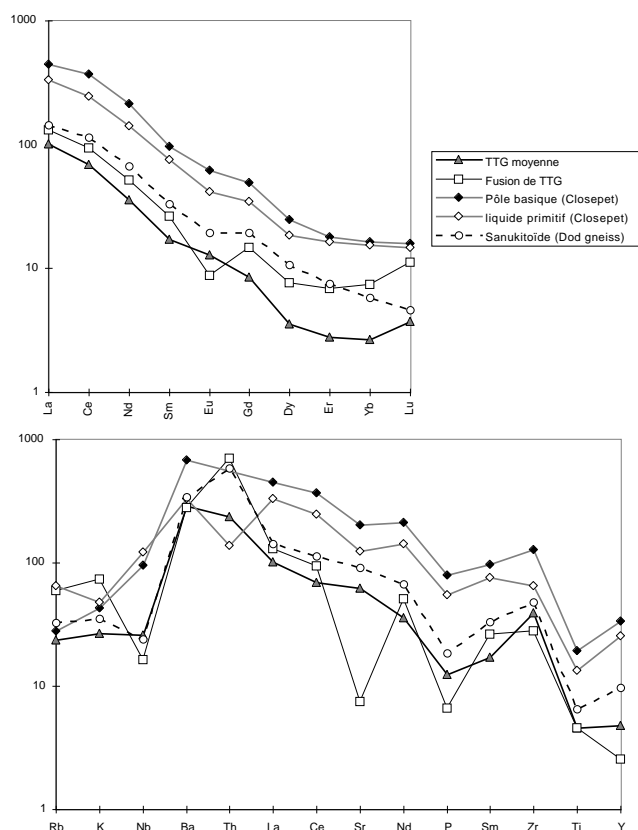 1000
100
10
1
La Ce Nd Sm Eu Gd Dy Er Yb Lu
TTG moyenne
Fusion de TTG
Pôle basique (Closepet)
liquide primitif (Closepet)
Sanukitoïde (Dod gneiss)
1000
100
10
1
Rb K Nb Ba Th La Ce Sr Nd P Sm Zr Ti Y